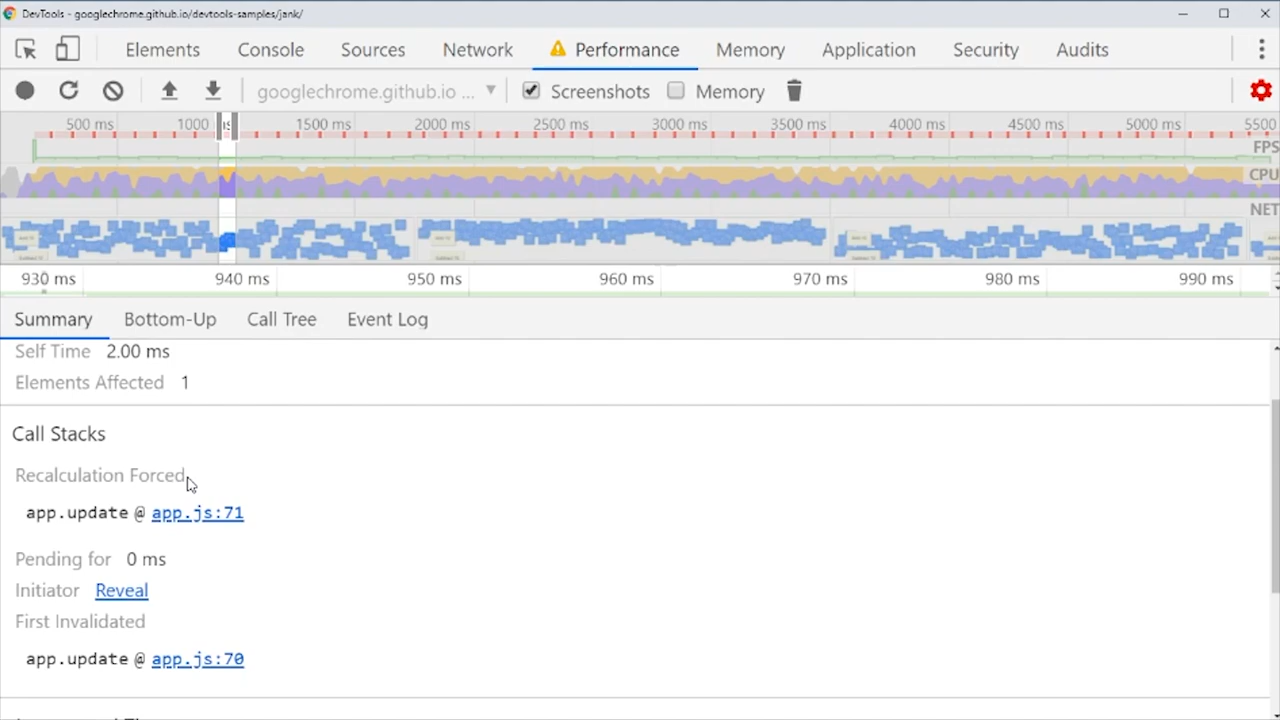 DevTools - googlechrome.github.io/devtools-samples/jank/
Elements Console Sources Network Performance Memory Application Security Audits
googlechrome.github.io ... Screenshots Memory
500 ms 1000 1500 ms 2000 ms 2500 ms 3000 ms 3500 ms 4000 ms 4500 ms 5000 ms 5500
FPS
CPU
NET
930 ms 940 ms 950 ms 960 ms 970 ms 980 ms 990 ms
Summary Bottom-Up Call Tree Event Log
Self Time 2.00 ms
Elements Affected 1
Call Stacks
Recalculation Forced
app.update @ app.js:71
Pending for 0 ms
Initiator Reveal
First Invalidated
app.update @ app.js:70